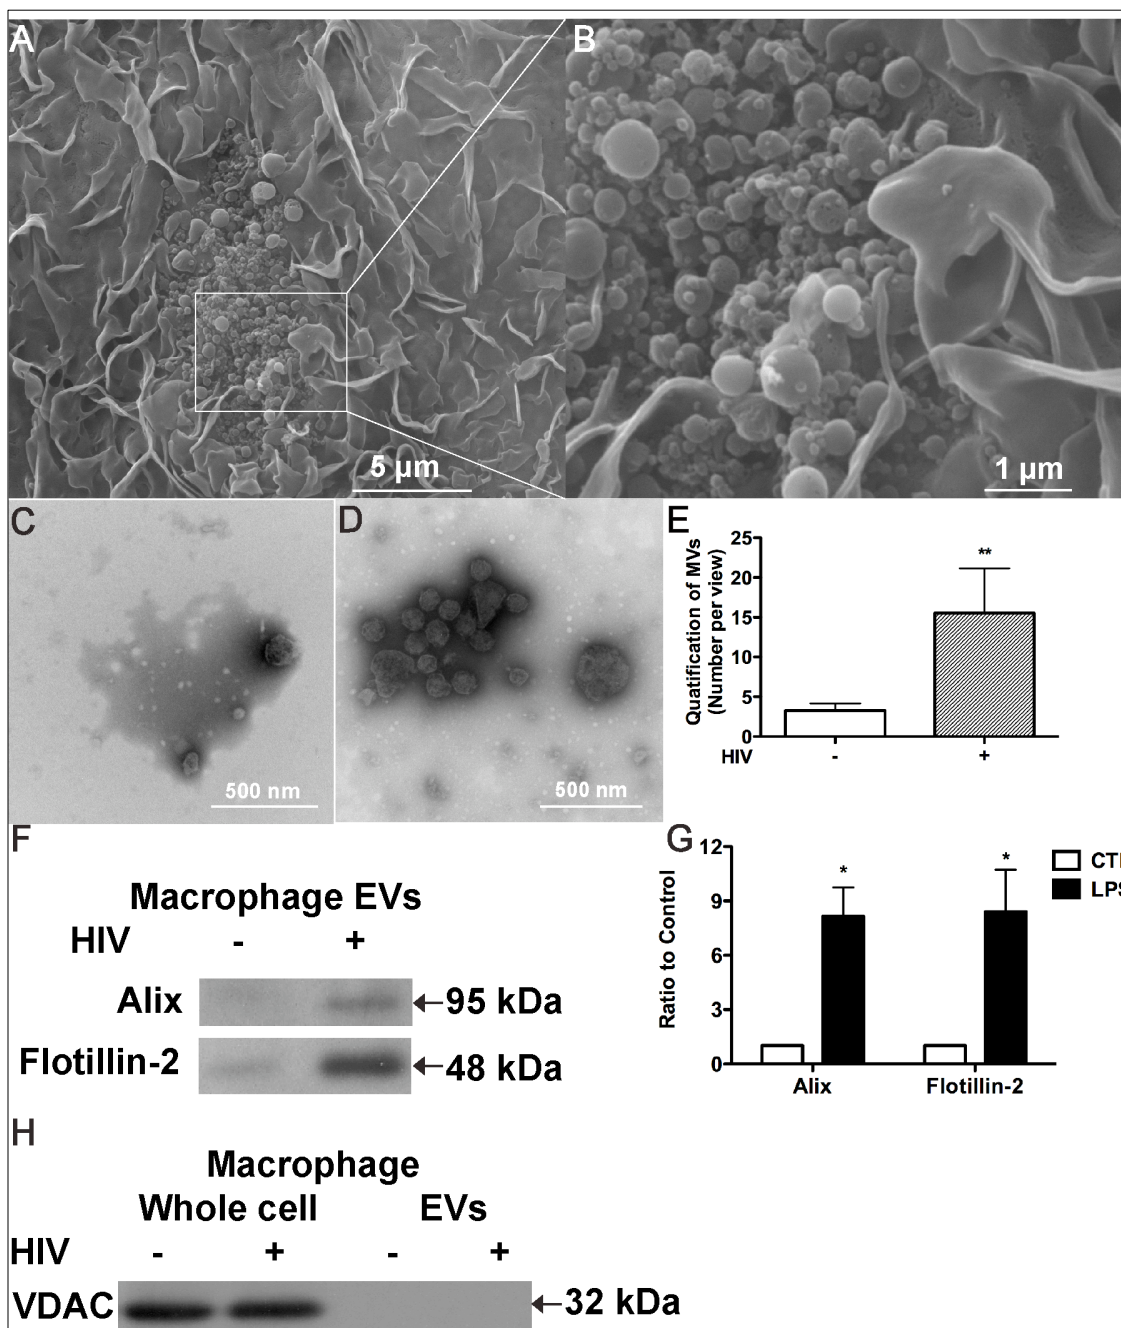 A
B
5 µm
1 µm
C
D
E
500 nm
500 nm
Quatification of MVs
(Number per view)
25
20
15
10
5
0
**
HIV
-
+
F
Macrophage EVs
HIV - +
Alix ←95 kDa
Flotillin-2 ←48 kDa
G
Ratio to Control
12
9
6
3
0
*
*
Alix
Flotillin-2
H
Macrophage
Whole cell EVs
HIV - + - +
VDAC ←32 kDa